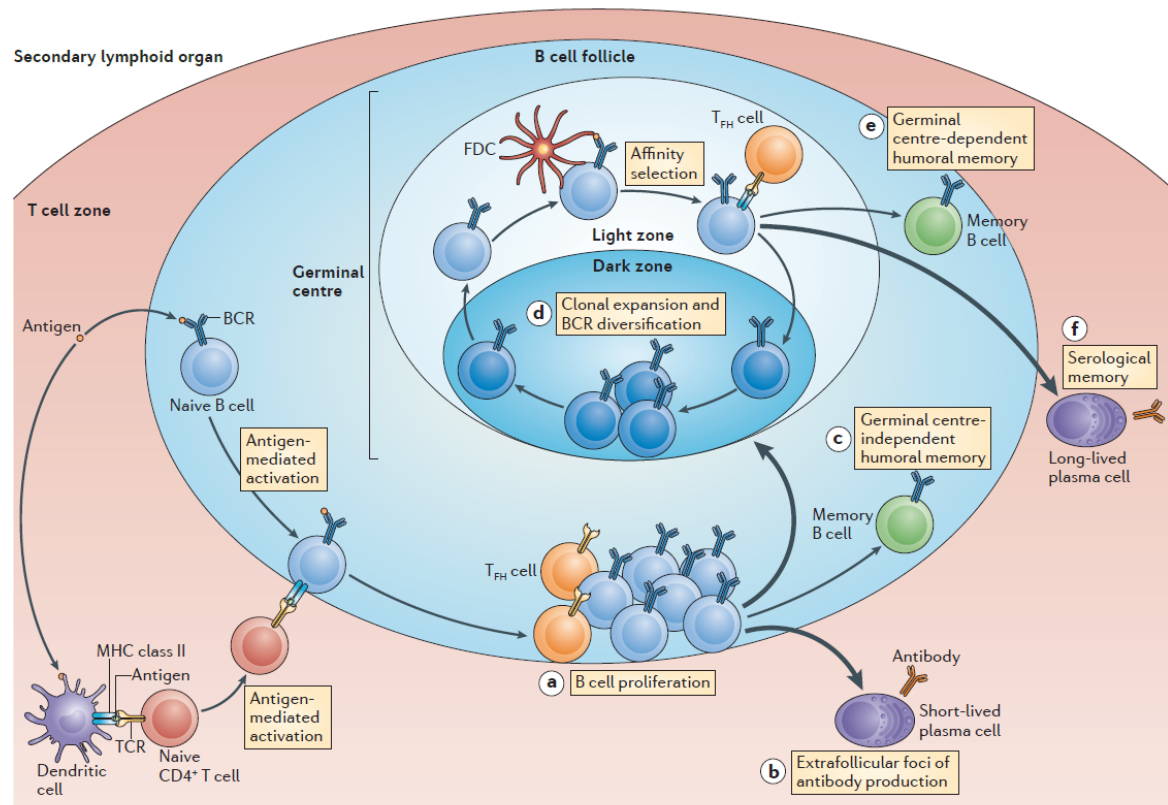 Secondary lymphoid organ
B cell follicle
T cell zone
Germinal
centre
FDC
Affinity
selection
T_FH cell
e
Germinal
centre-dependent
humoral memory
Memory
B cell
Light zone
Dark zone
d
Clonal expansion and
BCR diversification
Antigen
BCR
Naive B cell
Antigen-
mediated
activation
f
Serological
memory
Long-lived
plasma cell
c
Germinal centre-
independent
humoral memory
Memory
B cell
T_FH cell
a
B cell proliferation
MHC class II
Antigen
TCR
Dendritic
cell
Naive
CD4⁺ T cell
Antigen-
mediated
activation
Antibody
Short-lived
plasma cell
b
Extrafollicular foci of
antibody production